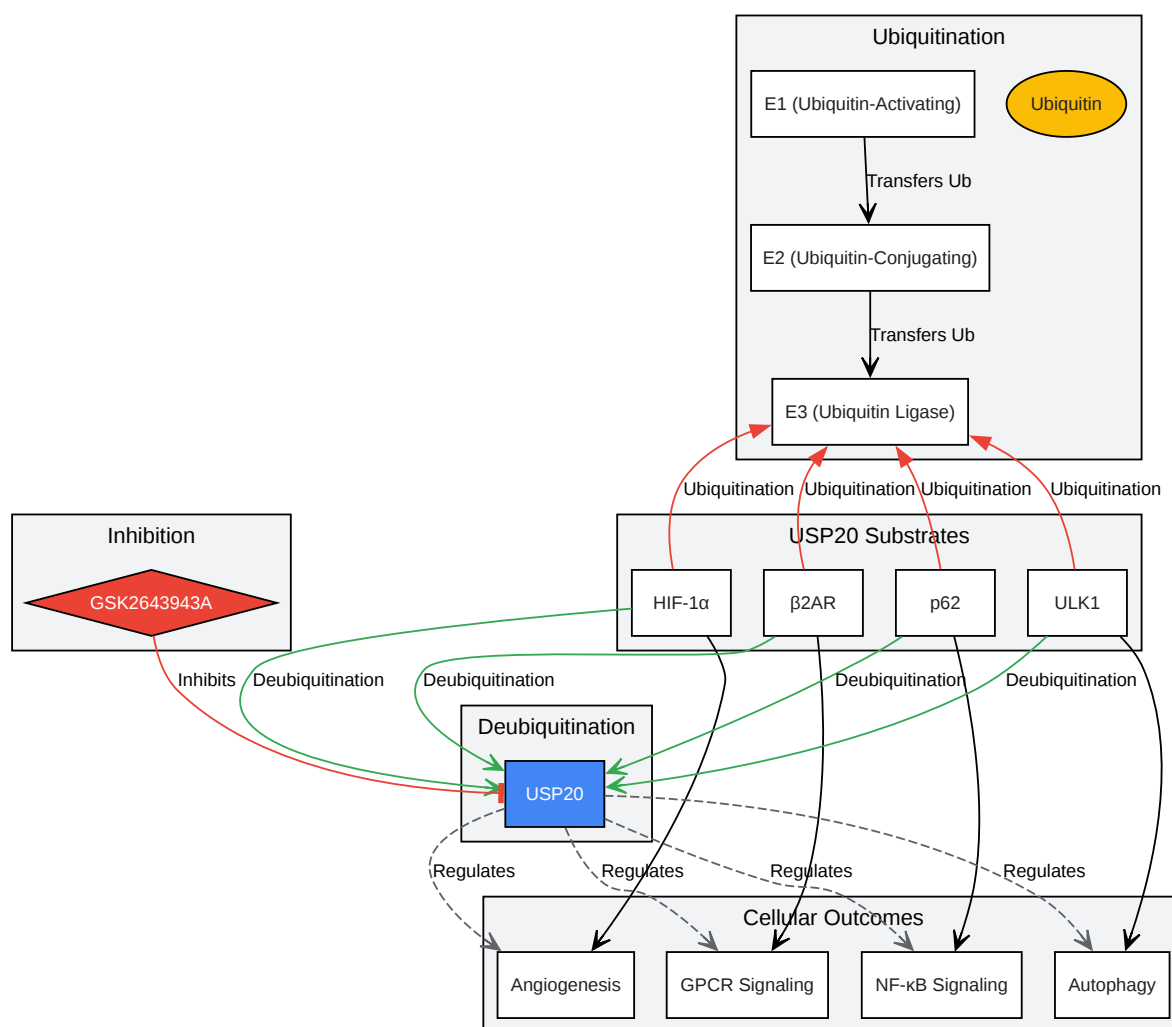 Ubiquitination
E1 (Ubiquitin-Activating)
Ubiquitin
Transfers Ub
E2 (Ubiquitin-Conjugating)
Transfers Ub
E3 (Ubiquitin Ligase)
Ubiquitination
Ubiquitination
Ubiquitination
Ubiquitination
Inhibition
USP20 Substrates
GSK2643943A
HIF-1α
β2AR
p62
ULK1
Inhibits
Deubiquitination
Deubiquitination
Deubiquitination
Deubiquitination
Deubiquitination
USP20
Regulates
Regulates
Regulates
Regulates
Cellular Outcomes
Angiogenesis
GPCR Signaling
NF-κB Signaling
Autophagy